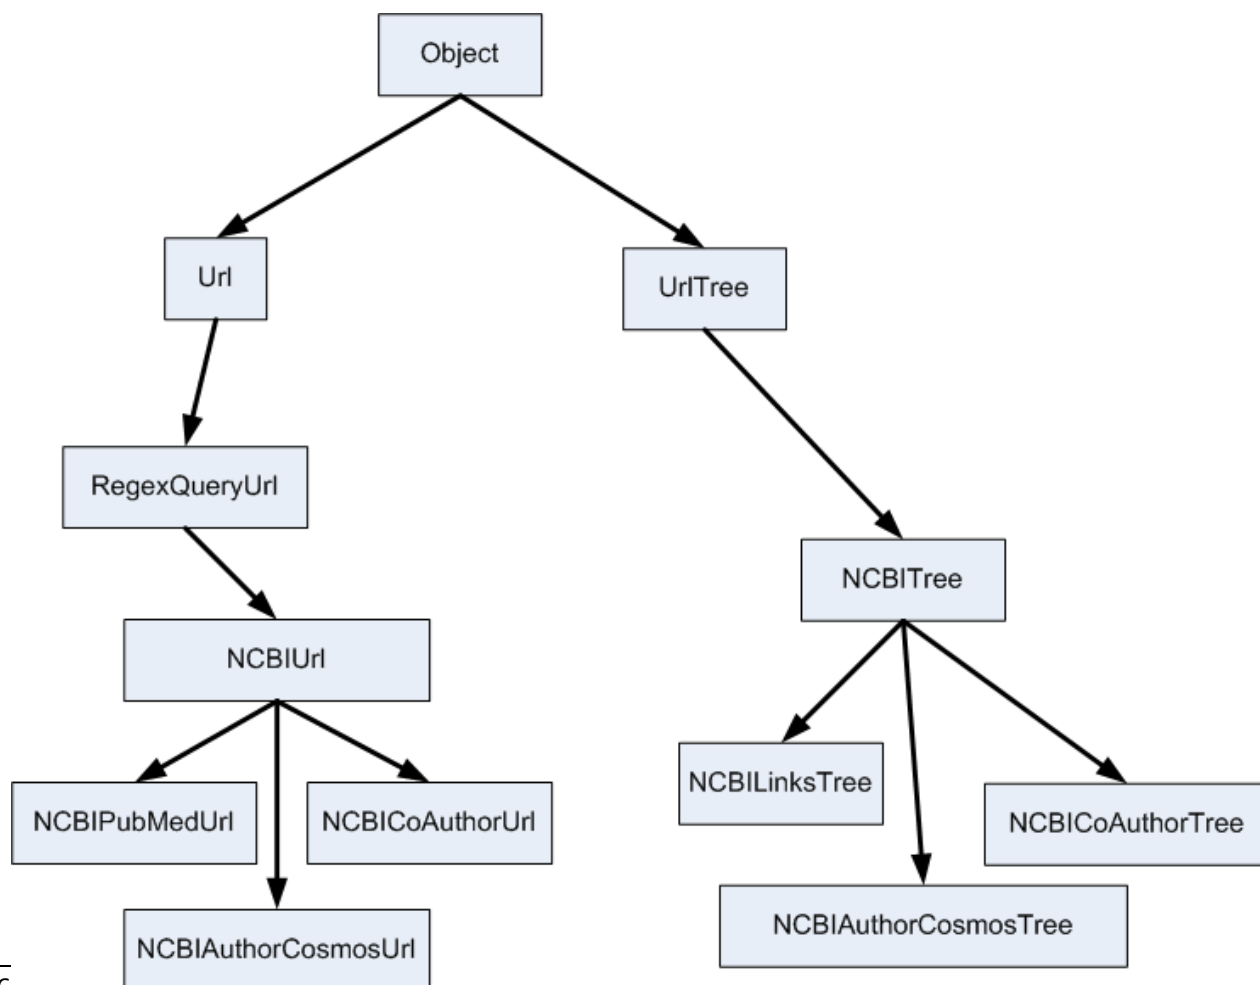 Object
Url
UrlTree
RegexQueryUrl
NCBITree
NCBIUrl
NCBILinksTree
NCBIPubMedUrl
NCBICoAuthorUrl
NCBICoAuthorTree
NCBIAuthorCosmosTree
NCBIAuthorCosmosUrl